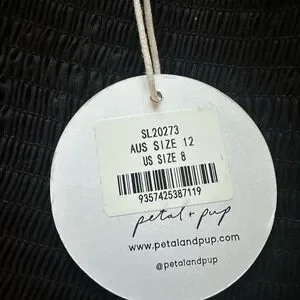 SL20273
AUS SIZE 12
US SIZE 8
9357425387119
petal + pup
www.petalandpup.com
@petalandpup